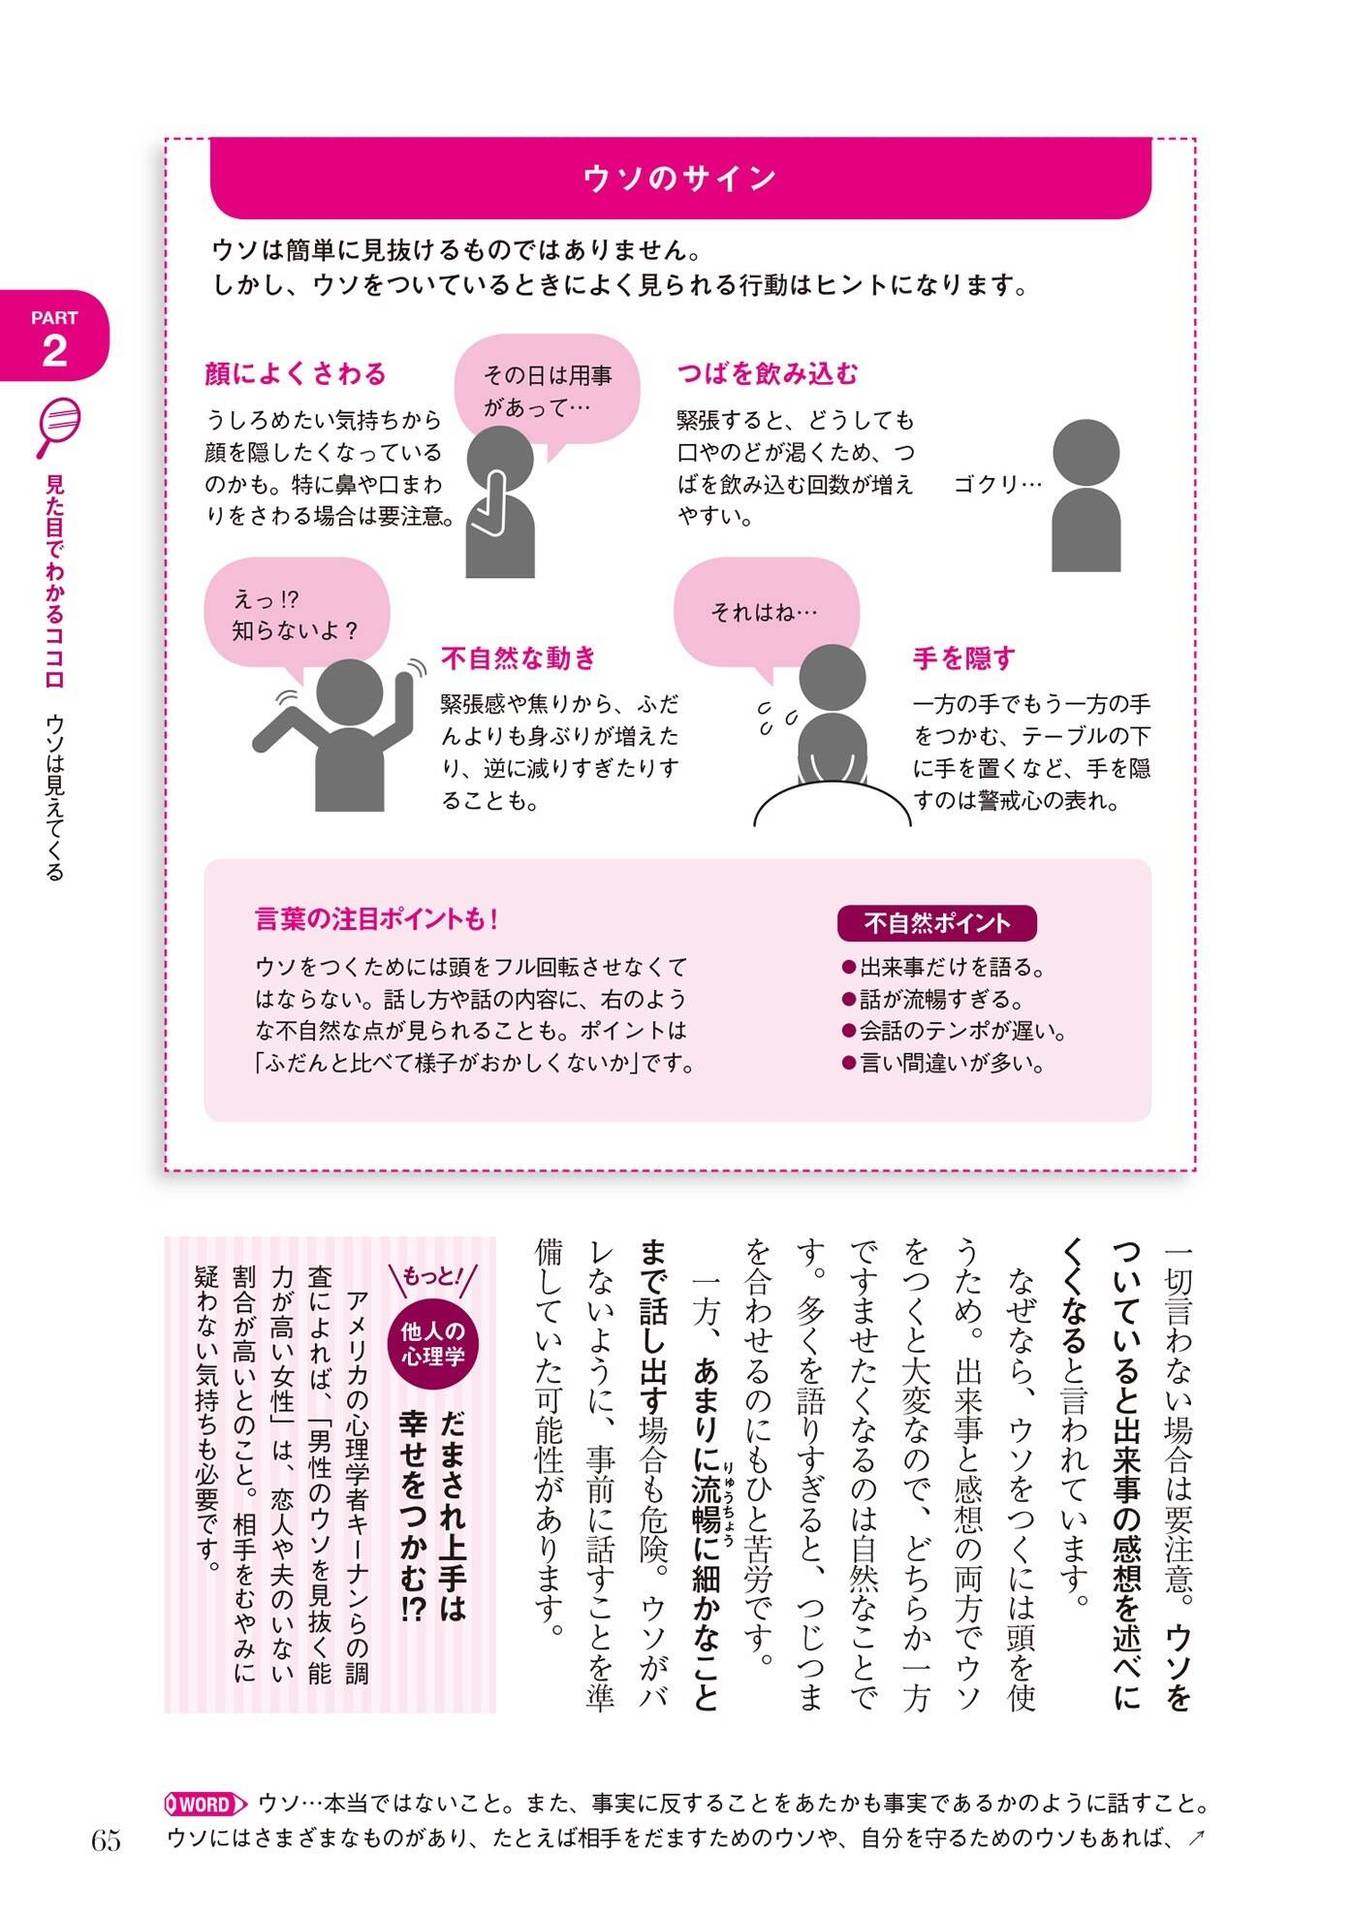 ウソのサイン
ウソは簡単に見抜けるものではありません。
しかし、ウソをついているときによく見られる行動はヒントになります。
PART
2
見た目でわかるココロ ウソは見えてくる
顔によくさわる
うしろめたい気持ちから
顔を隠したくなっている
のかも。特に鼻や口まわ
りをさわる場合は要注意。
その日は用事
があって…
つばを飲み込む
緊張すると、どうしても
口やのどが渇くため、つ
ばを飲み込む回数が増え
やすい。
ゴクリ…
えっ!?
知らないよ？
不自然な動き
緊張感や焦りから、ふだ
んよりも身ぶりが増えた
り、逆に減りすぎたりす
ることも。
それはね…
手を隠す
一方の手でもう一方の手
をつかむ、テーブルの下
に手を置くなど、手を隠
すのは警戒心の表れ。
言葉の注目ポイントも！
ウソをつくためには頭をフル回転させなくて
はならない。話し方や話の内容に、右のよう
な不自然な点が見られることも。ポイントは
「ふだんと比べて様子がおかしくないか」です。
不自然ポイント
●出来事だけを語る。
●話が流暢すぎる。
●会話のテンポが遅い。
●言い間違いが多い。
一切言わない場合は要注意。ウソを
ついていると出来事の感想を述べに
くくなると言われています。
なぜなら、ウソをつくには頭を使
うため。出来事と感想の両方でウソ
をつくと大変なので、どちらか一方
ですませたくなるのは自然なことで
す。多くを語りすぎると、つじつま
を合わせるのにもひと苦労です。
一方、あまりに流暢に細かなこと
りゅうちょう
まで話し出す場合も危険。ウソがバ
レないように、事前に話すことを準
備していた可能性があります。
もっと！
他人の
心理学
だまされ上手は
幸せをつかむ!?
アメリカの心理学者キーナンらの調
査によれば、「男性のウソを見抜く能
力が高い女性」は、恋人や夫のいない
割合が高いとのこと。相手をむやみに
疑わない気持ちも必要です。
WORD ウソ…本当ではないこと。また、事実に反することをあたかも事実であるかのように話すこと。
ウソにはさまざまなものがあり、たとえば相手をだますためのウソや、自分を守るためのウソもあれば、↗
65